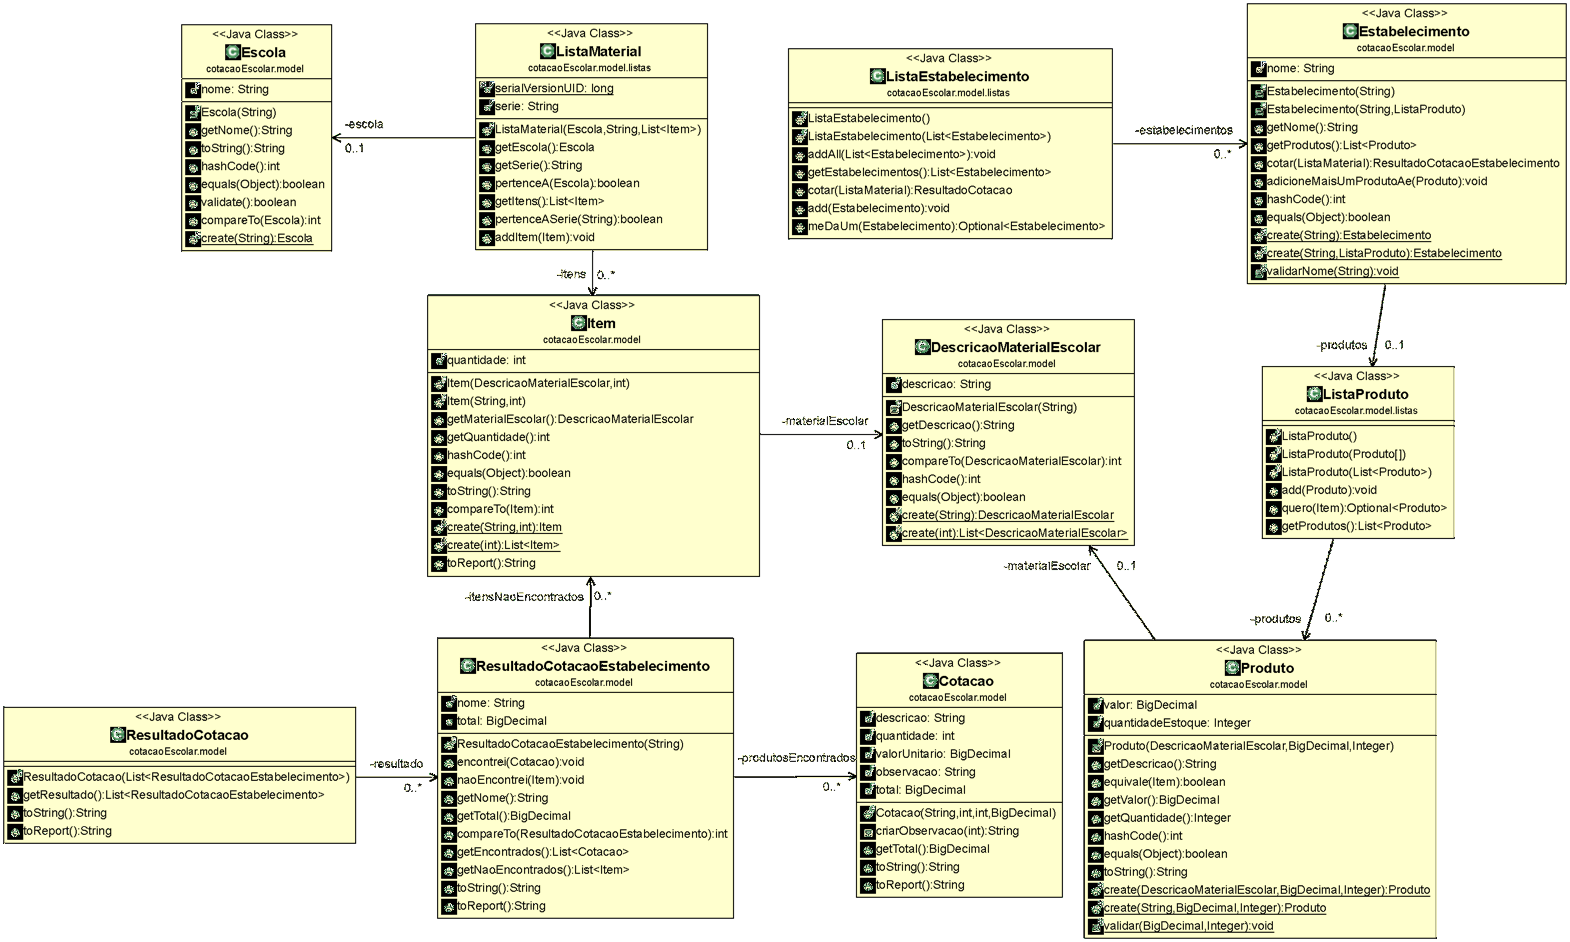 <<Java Class>>
Escola
cotacaoEscolar.model
nome: String
Escola(String)
getNome():String
toString():String
hashCode():int
equals(Object):boolean
validate():boolean
compareTo(Escola):int
create(String):Escola
-escola
0..1
<<Java Class>>
ListaMaterial
cotacaoEscolar.model.listas
serialVersionUID: long
serie: String
ListaMaterial(Escola,String,List<Item>)
getEscola():Escola
getSerie():String
pertenceA(Escola):boolean
getItens():List<Item>
pertenceASerie(String):boolean
addItem(Item):void
-itens
0..*
<<Java Class>>
ListaEstabelecimento
cotacaoEscolar.model.listas
ListaEstabelecimento()
ListaEstabelecimento(List<Estabelecimento>)
addAll(List<Estabelecimento>):void
getEstabelecimentos():List<Estabelecimento>
cotar(ListaMaterial):ResultadoCotacao
add(Estabelecimento):void
meDaUm(Estabelecimento):Optional<Estabelecimento>
-estabelecimentos
0..*
<<Java Class>>
Estabelecimento
cotacaoEscolar.model
nome: String
Estabelecimento(String)
Estabelecimento(String,ListaProduto)
getNome():String
getProdutos():List<Produto>
cotar(ListaMaterial):ResultadoCotacaoEstabelecimento
adicioneMaisUmProdutoAe(Produto):void
hashCode():int
equals(Object):boolean
create(String):Estabelecimento
create(String,ListaProduto):Estabelecimento
validarNome(String):void
-produtos
0..1
<<Java Class>>
Item
cotacaoEscolar.model
quantidade: int
Item(DescricaoMaterialEscolar,int)
Item(String,int)
getMaterialEscolar():DescricaoMaterialEscolar
getQuantidade():int
hashCode():int
equals(Object):boolean
toString():String
compareTo(Item):int
create(String,int):Item
create(int):List<Item>
toReport():String
-materialEscolar
0..1
<<Java Class>>
DescricaoMaterialEscolar
cotacaoEscolar.model
descricao: String
DescricaoMaterialEscolar(String)
getDescricao():String
toString():String
compareTo(DescricaoMaterialEscolar):int
hashCode():int
equals(Object):boolean
create(String):DescricaoMaterialEscolar
create(int):List<DescricaoMaterialEscolar>
-materialEscolar
0..1
<<Java Class>>
ListaProduto
cotacaoEscolar.model.listas
ListaProduto()
ListaProduto(Produto[])
ListaProduto(List<Produto>)
add(Produto):void
quero(Item):Optional<Produto>
getProdutos():List<Produto>
-produtos
0..*
-itensNaoEncontrados
0..*
<<Java Class>>
ResultadoCotacao
cotacaoEscolar.model
ResultadoCotacao(List<ResultadoCotacaoEstabelecimento>)
getResultado():List<ResultadoCotacaoEstabelecimento>
toString():String
toReport():String
-resultado
0..*
<<Java Class>>
ResultadoCotacaoEstabelecimento
cotacaoEscolar.model
nome: String
total: BigDecimal
ResultadoCotacaoEstabelecimento(String)
encontrei(Cotacao):void
naoEncontrei(Item):void
getNome():String
getTotal():BigDecimal
compareTo(ResultadoCotacaoEstabelecimento):int
getEncontrados():List<Cotacao>
getNaoEncontrados():List<Item>
toString():String
toReport():String
-produtosEncontrados
0..*
<<Java Class>>
Cotacao
cotacaoEscolar.model
descricao: String
quantidade: int
valorUnitario: BigDecimal
observacao: String
total: BigDecimal
Cotacao(String,int,int,BigDecimal)
criarObservacao(int):String
getTotal():BigDecimal
toString():String
toReport():String
<<Java Class>>
Produto
cotacaoEscolar.model
valor: BigDecimal
quantidadeEstoque: Integer
Produto(DescricaoMaterialEscolar,BigDecimal,Integer)
getDescricao():String
equivale(Item):boolean
getValor():BigDecimal
getQuantidade():Integer
hashCode():int
equals(Object):boolean
toString():String
create(DescricaoMaterialEscolar,BigDecimal,Integer):Produto
create(String,BigDecimal,Integer):Produto
validar(BigDecimal,Integer):void